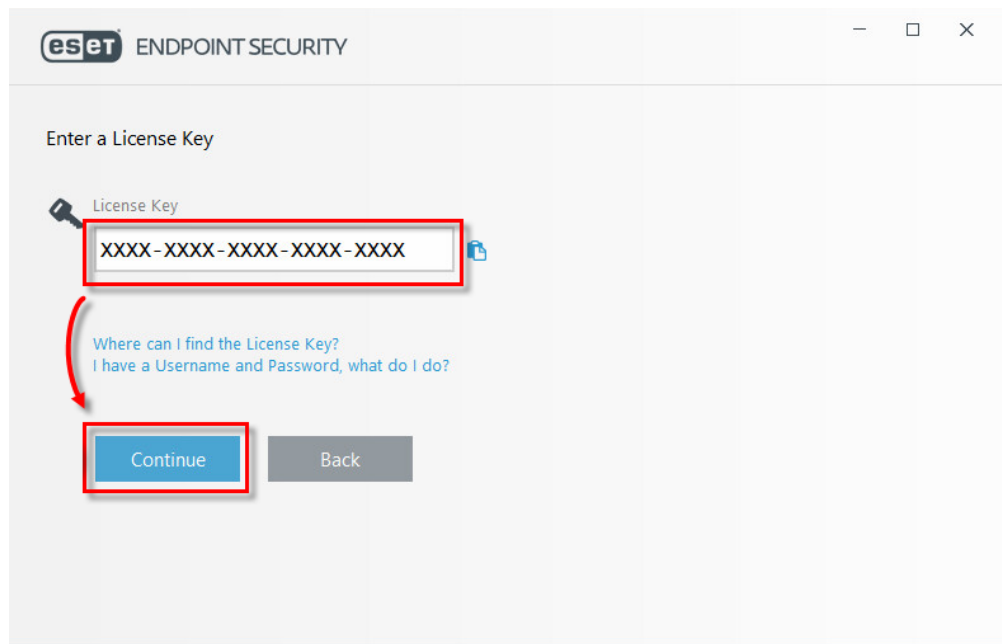 eset ENDPOINT SECURITY
Enter a License Key
License Key
XXXX-XXXX-XXXX-XXXX-XXXX
Where can I find the License Key?
I have a Username and Password, what do I do?
Continue
Back